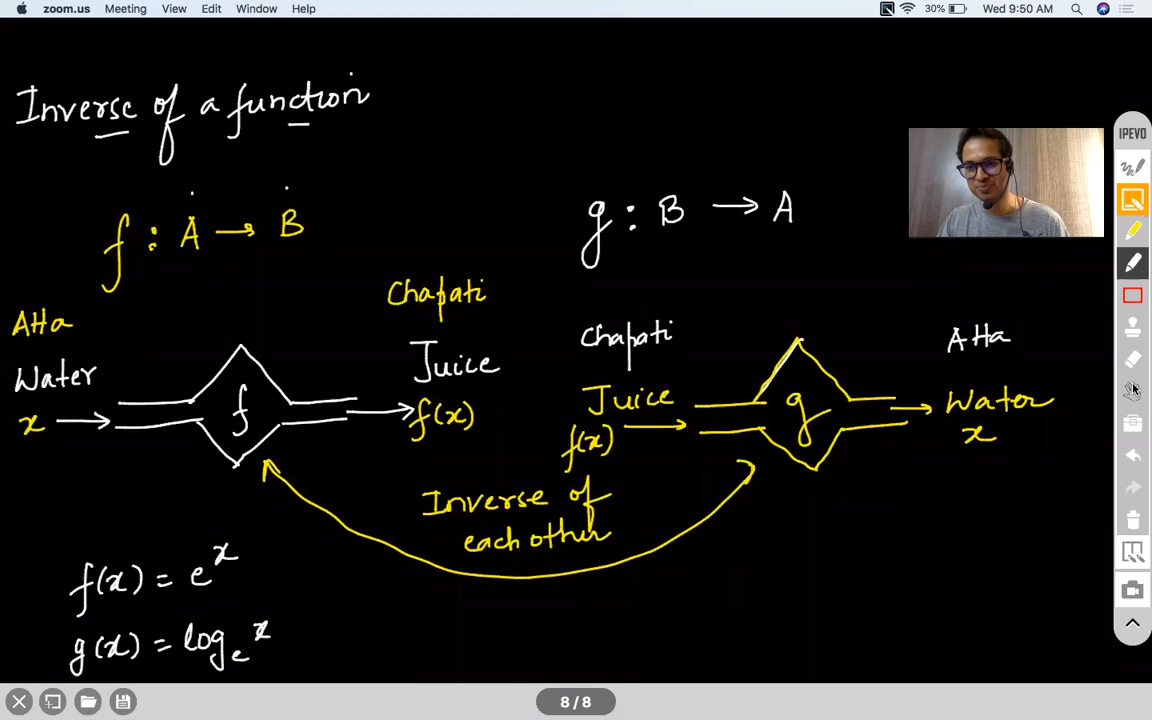 zoom.us Meeting View Edit Window Help 30% Wed 9:50 AM
Inverse of a function
IPEVO
f : A → B
g : B → A
Chapati
Atta
Chapati
Atta
Juice
Water
Juice
Water
f
g
x → f(x)
f(x) → x
Inverse of
each other
f(x) = e^x
g(x) = log_e x
8/8